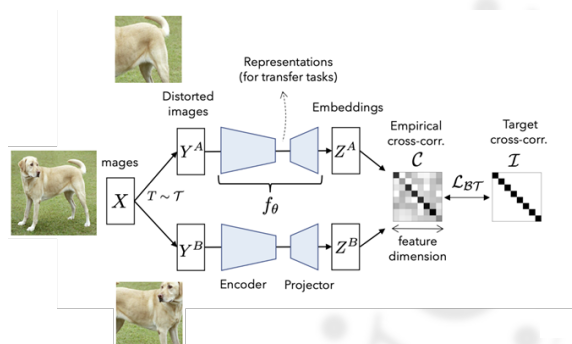 Representations
(for transfer tasks)
Distorted
images
Embeddings
Empirical
cross-corr.
Target
cross-corr.
mages
X
T ~ 𝒯
Y^A
Z^A
f_θ
𝒞
ℒ_ℬ𝒯
ℐ
feature
dimension
Y^B
Z^B
Encoder
Projector